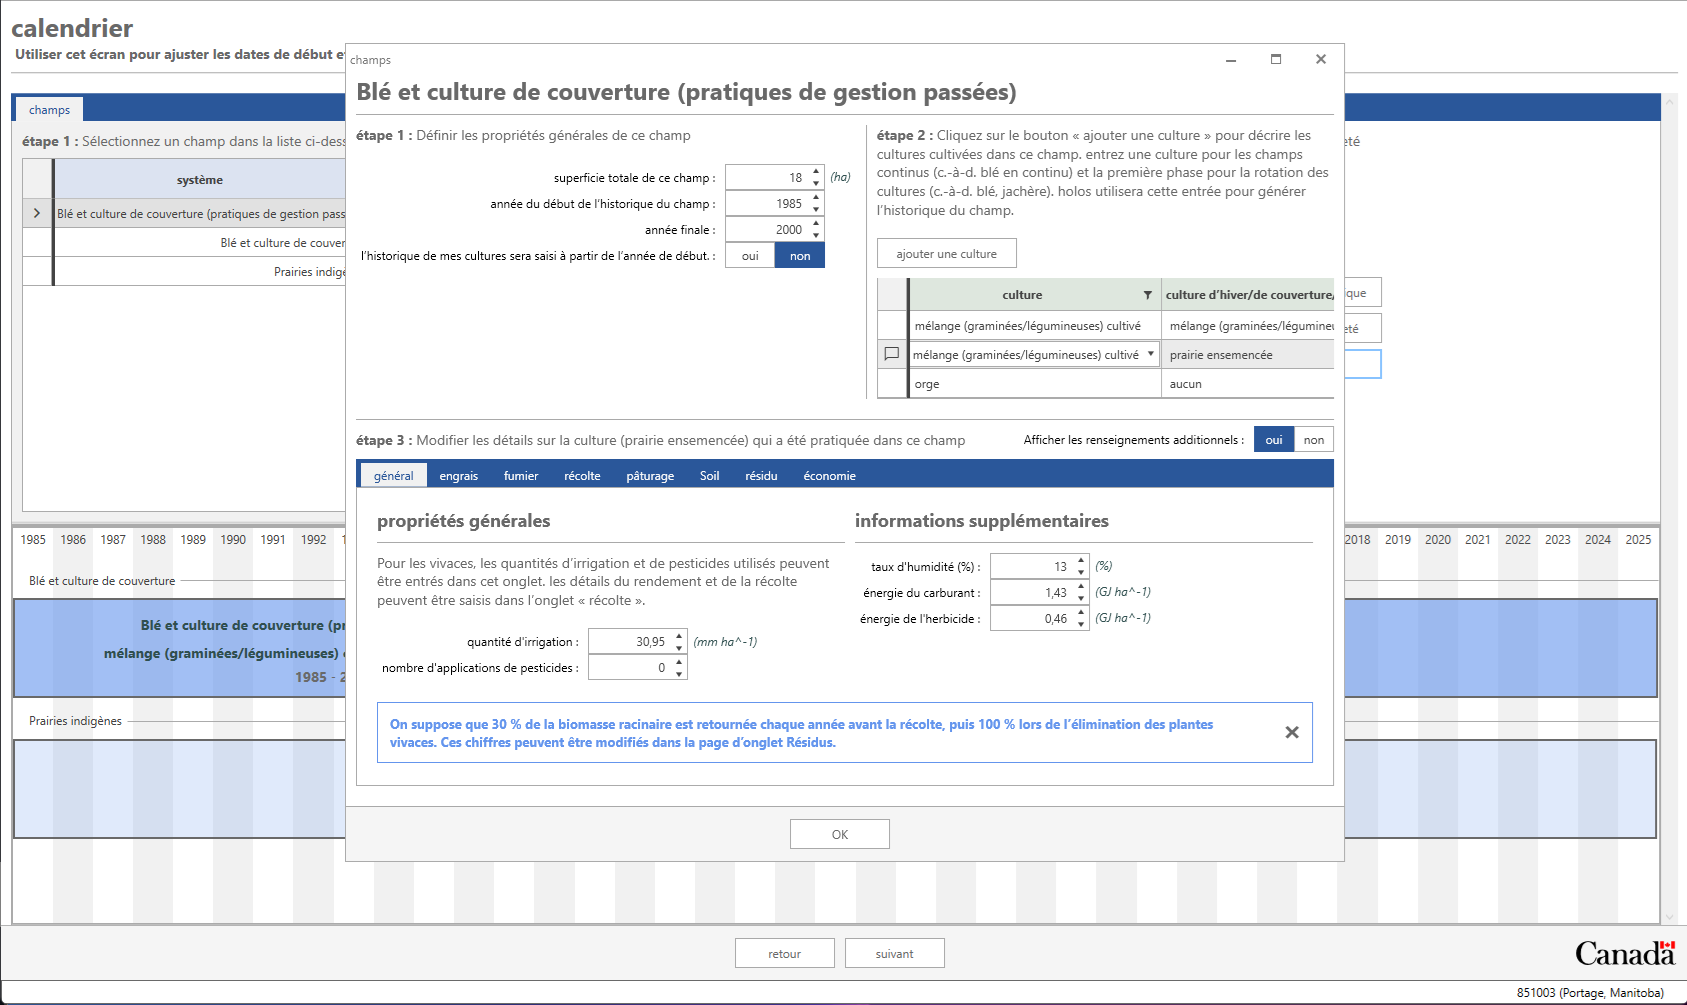 calendrier
Utiliser cet écran pour ajuster les dates de début
champs
étape 1 : Sélectionnez un champ dans la liste
système
Blé et culture de couverture (pratiques de gestion
Blé et culture de
Prairies
champs
Blé et culture de couverture (pratiques de gestion passées)
étape 1 : Définir les propriétés générales de ce champ
superficie totale de ce champ : 18 (ha)
année du début de l'historique du champ : 1985
année finale : 2000
l'historique de mes cultures sera saisi à partir de l'année de début. : oui non
étape 2 : Cliquez sur le bouton « ajouter une culture » pour décrire les
cultures cultivées dans ce champ. entrez une culture pour les champs
continus (c.-à-d. blé en continu) et la première phase pour la rotation des
cultures (c.-à-d. blé, jachère). holos utilisera cette entrée pour générer
l'historique du champ.
ajouter une culture
culture culture d'hiver/de couverture/
mélange (graminées/légumineuses) cultivé mélange
mélange (graminées/légumineuses) cultivé prairie ensemencée
orge aucun
étape 3 : Modifier les détails sur la culture (prairie ensemencée) qui a été pratiquée dans ce champ
Afficher les renseignements additionnels : oui non
général engrais fumier récolte pâturage Soil résidu économie
propriétés générales
Pour les vivaces, les quantités d'irrigation et de pesticides utilisés peuvent
être entrés dans cet onglet. les détails du rendement et de la récolte
peuvent être saisis dans l'onglet « récolte ».
quantité d'irrigation : 30,95 (mm ha^-1)
nombre d'applications de pesticides : 0
informations supplémentaires
taux d'humidité (%) : 13 (%)
énergie du carburant : 1,43 (GJ ha^-1)
énergie de l'herbicide : 0,46 (GJ ha^-1)
On suppose que 30 % de la biomasse racinaire est retournée chaque année avant la récolte, puis 100 % lors de l'élimination des plantes
vivaces. Ces chiffres peuvent être modifiés dans la page d'onglet Résidus.
OK
1985 1986 1987 1988 1989 1990 1991 1992 2018 2019 2020 2021 2022 2023 2024 2025
Blé et culture de couverture
Blé et culture de couverture
mélange (graminées/légumineuses)
1985 -
Prairies indigènes
retour suivant
Canada
851003 (Portage, Manitoba)